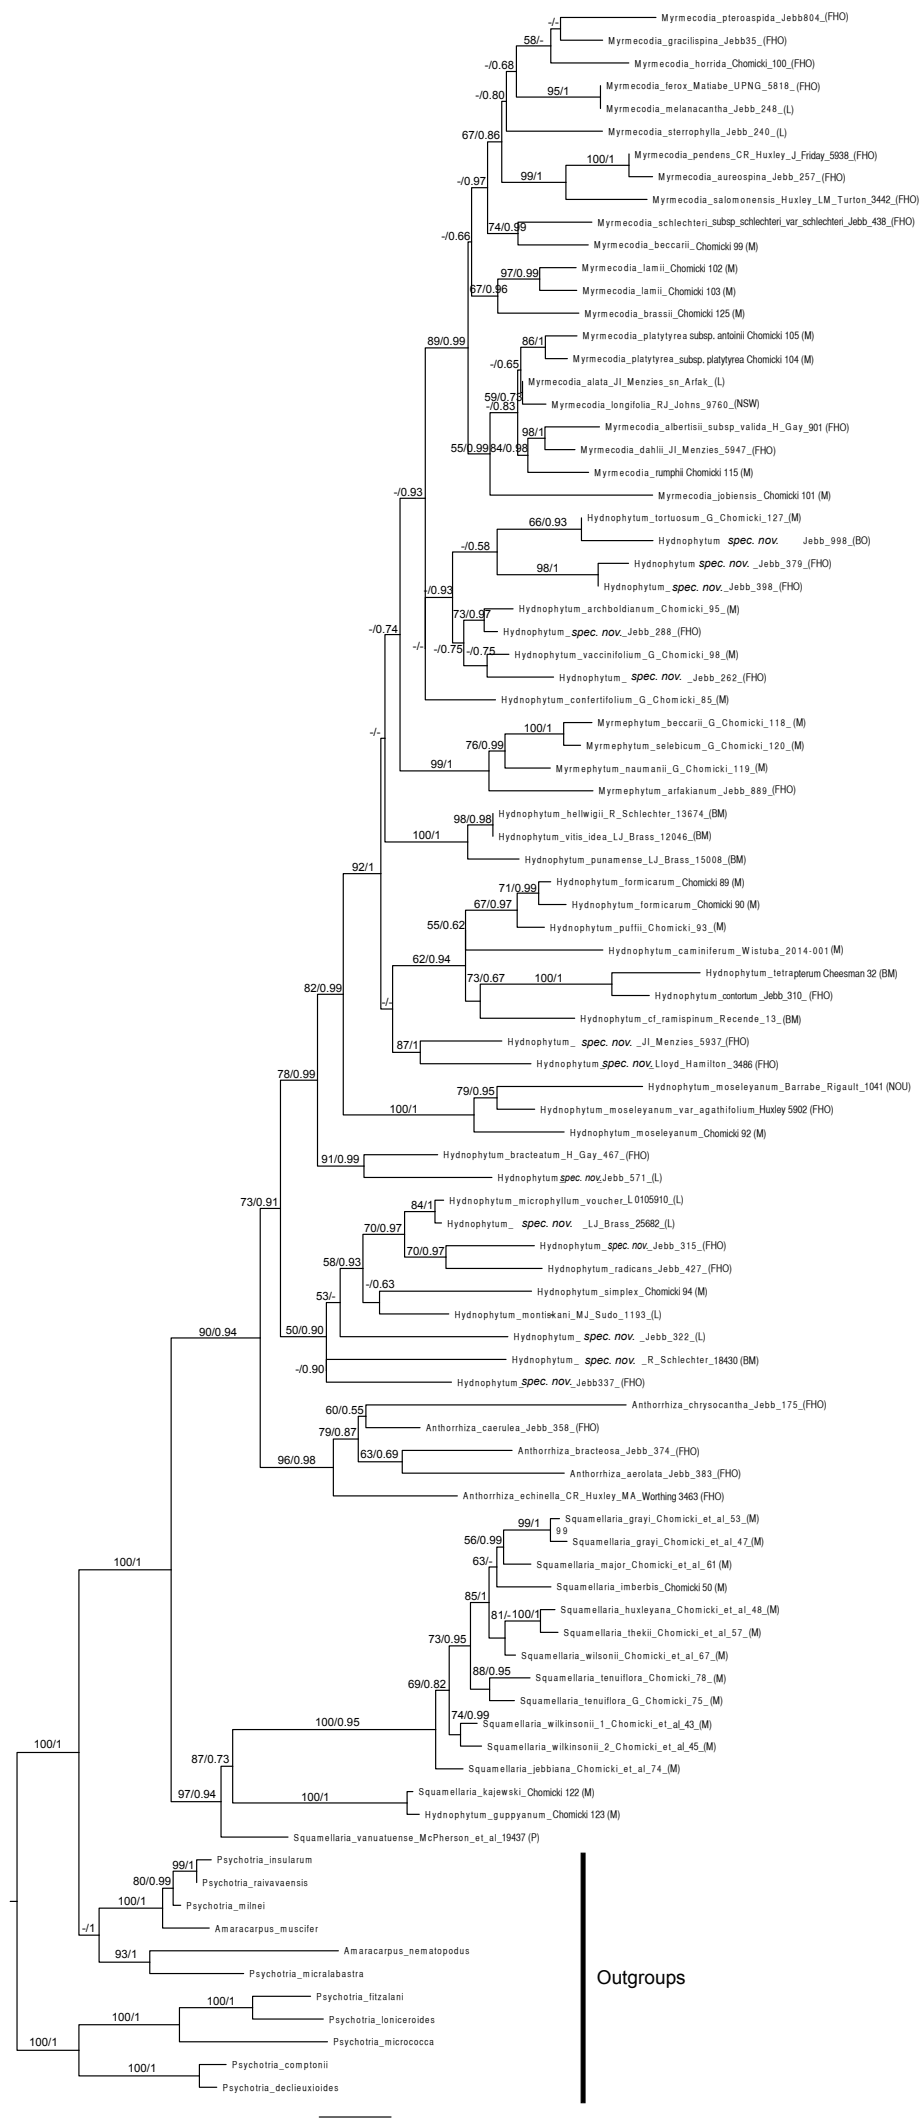 -/-
Myrmecodia_pteroaspida_Jebb804_(FHO)
58/-
Myrmecodia_gracilispina_Jebb35_(FHO)
Myrmecodia_horrida_Chomicki_100_(FHO)
-/0.68
Myrmecodia_ferox_Matiabe_UPNG_5818_(FHO)
95/1
-/0.80
Myrmecodia_melanacantha_Jebb_248_(L)
Myrmecodia_sterrophylla_Jebb_240_(L)
67/0.86
Myrmecodia_pendens_CR_Huxley_J_Friday_5938_(FHO)
100/1
Myrmecodia_aureospina_Jebb_257_(FHO)
99/1
-/0.97
Myrmecodia_salomonensis_Huxley_LM_Turton_3442_(FHO)
Myrmecodia_schlechteri_subsp_schlechteri_var_schlechteri_Jebb_438_(FHO)
74/0.99
-/0.66
Myrmecodia_beccarii_Chomicki 99 (M)
Myrmecodia_lamii_Chomicki 102 (M)
97/0.99
67/0.96
Myrmecodia_lamii_Chomicki 103 (M)
Myrmecodia_brassii_Chomicki 125 (M)
Myrmecodia_platytyrea subsp. antoinii Chomicki 105 (M)
89/0.99
86/1
Myrmecodia_platytyrea_subsp. platytyrea Chomicki 104 (M)
-/0.65
Myrmecodia_alata_JI_Menzies_sn_Arfak_(L)
59/0.73
-/0.83
Myrmecodia_longifolia_RJ_Johns_9760_(NSW)
Myrmecodia_albertisii_subsp_valida_H_Gay_901 (FHO)
98/1
55/0.99
84/0.98
Myrmecodia_dahlii_JI_Menzies_5947_(FHO)
Myrmecodia_rumphii Chomicki 115 (M)
Myrmecodia_jobiensis_Chomicki 101 (M)
-/0.93
Hydnophytum_tortuosum_G_Chomicki_127_(M)
66/0.93
Hydnophytum spec. nov. Jebb_998_(BO)
-/0.58
Hydnophytum spec. nov. _Jebb_379_(FHO)
98/1
Hydnophytum_ spec. nov._Jebb_398_(FHO)
-/0.93
Hydnophytum_archboldianum_Chomicki_95_(M)
73/0.97
Hydnophytum_spec. nov._Jebb_288_(FHO)
-/0.74
-/-
-/0.75
-/0.75
Hydnophytum_vaccinifolium_G_Chomicki_98_(M)
Hydnophytum_ spec. nov. _Jebb_262_(FHO)
Hydnophytum_confertifolium_G_Chomicki_85_(M)
Myrmephytum_beccarii_G_Chomicki_118_(M)
-/-
100/1
Myrmephytum_selebicum_G_Chomicki_120_(M)
76/0.99
Myrmephytum_naumanii_G_Chomicki_119_(M)
99/1
Myrmephytum_arfakianum_Jebb_889_(FHO)
Hydnophytum_hellwigii_R_Schlechter_13674_(BM)
98/0.98
Hydnophytum_vitis_idea_LJ_Brass_12046_(BM)
100/1
Hydnophytum_punamense_LJ_Brass_15008_(BM)
92/1
Hydnophytum_formicarum_Chomicki 89 (M)
71/0.99
Hydnophytum_formicarum_Chomicki 90 (M)
67/0.97
Hydnophytum_puffii_Chomicki_93_(M)
55/0.62
Hydnophytum_caminiferum_Wistuba_2014-001(M)
62/0.94
Hydnophytum_tetrapterum Cheesman 32 (BM)
73/0.67
100/1
Hydnophytum_contortum_Jebb_310_(FHO)
82/0.99
-/-
Hydnophytum_cf_ramispinum_Recende_13_(BM)
Hydnophytum_ spec. nov. _JI_Menzies_5937_(FHO)
87/1
Hydnophytum spec. nov._Lloyd_Hamilton_3486 (FHO)
78/0.99
Hydnophytum_moseleyanum_Barrabe_Rigault_1041 (NOU)
79/0.95
Hydnophytum_moseleyanum_var_agathifolium_Huxley 5902 (FHO)
100/1
Hydnophytum_moseleyanum_Chomicki 92 (M)
Hydnophytum_bracteatum_H_Gay_467_(FHO)
91/0.99
Hydnophytum spec. nov._Jebb_571_(L)
73/0.91
Hydnophytum_microphyllum_voucher_L 0105910_(L)
84/1
Hydnophytum_ spec. nov. _LJ_Brass_25682_(L)
70/0.97
Hydnophytum_spec. nov._Jebb_315_(FHO)
70/0.97
58/0.93
Hydnophytum_radicans_Jebb_427_(FHO)
Hydnophytum_simplex_Chomicki 94 (M)
-/0.63
53/-
Hydnophytum_montis-kani_MJ_Sudo_1193_(L)
50/0.90
90/0.94
Hydnophytum_ spec. nov. _Jebb_322_(L)
Hydnophytum_ spec. nov. _R_Schlechter_18430 (BM)
-/0.90
Hydnophytum spec. nov._Jebb337_(FHO)
Anthorrhiza_chrysocantha_Jebb_175_(FHO)
60/0.55
Anthorrhiza_caerulea_Jebb_358_(FHO)
79/0.87
Anthorrhiza_bracteosa_Jebb_374_(FHO)
63/0.69
96/0.98
Anthorrhiza_aerolata_Jebb_383_(FHO)
Anthorrhiza_echinella_CR_Huxley_MA_Worthing 3463 (FHO)
Squamellaria_grayi_Chomicki_et_al_53_(M)
99/1
99
Squamellaria_grayi_Chomicki_et_al_47_(M)
56/0.99
63/-
Squamellaria_major_Chomicki_et_al_61 (M)
100/1
Squamellaria_imberbis_Chomicki 50 (M)
85/1
Squamellaria_huxleyana_Chomicki_et_al_48_(M)
81/-
100/1
Squamellaria_thekii_Chomicki_et_al_57_(M)
73/0.95
Squamellaria_wilsonii_Chomicki_et_al_67_(M)
88/0.95
Squamellaria_tenuiflora_Chomicki_78_(M)
69/0.82
Squamellaria_tenuiflora_G_Chomicki_75_(M)
74/0.99
Squamellaria_wilkinsonii_1_Chomicki_et_al_43_(M)
100/0.95
Squamellaria_wilkinsonii_2_Chomicki_et_al_45_(M)
100/1
87/0.73
Squamellaria_jebbiana_Chomicki_et_al_74_(M)
Squamellaria_kajewski_Chomicki 122 (M)
97/0.94
100/1
Hydnophytum_guppyanum_Chomicki 123 (M)
Squamellaria_vanuatuense_McPherson_et_al_19437 (P)
Psychotria_insularum
99/1
Psychotria_raivavaensis
80/0.99
Psychotria_milnei
100/1
Amaracarpus_muscifer
-/1
Amaracarpus_nematopodus
93/1
Psychotria_micralabastra
Outgroups
Psychotria_fitzalani
100/1
Psychotria_loniceroides
100/1
Psychotria_micrococca
100/1
Psychotria_comptonii
100/1
Psychotria_declieuxioides